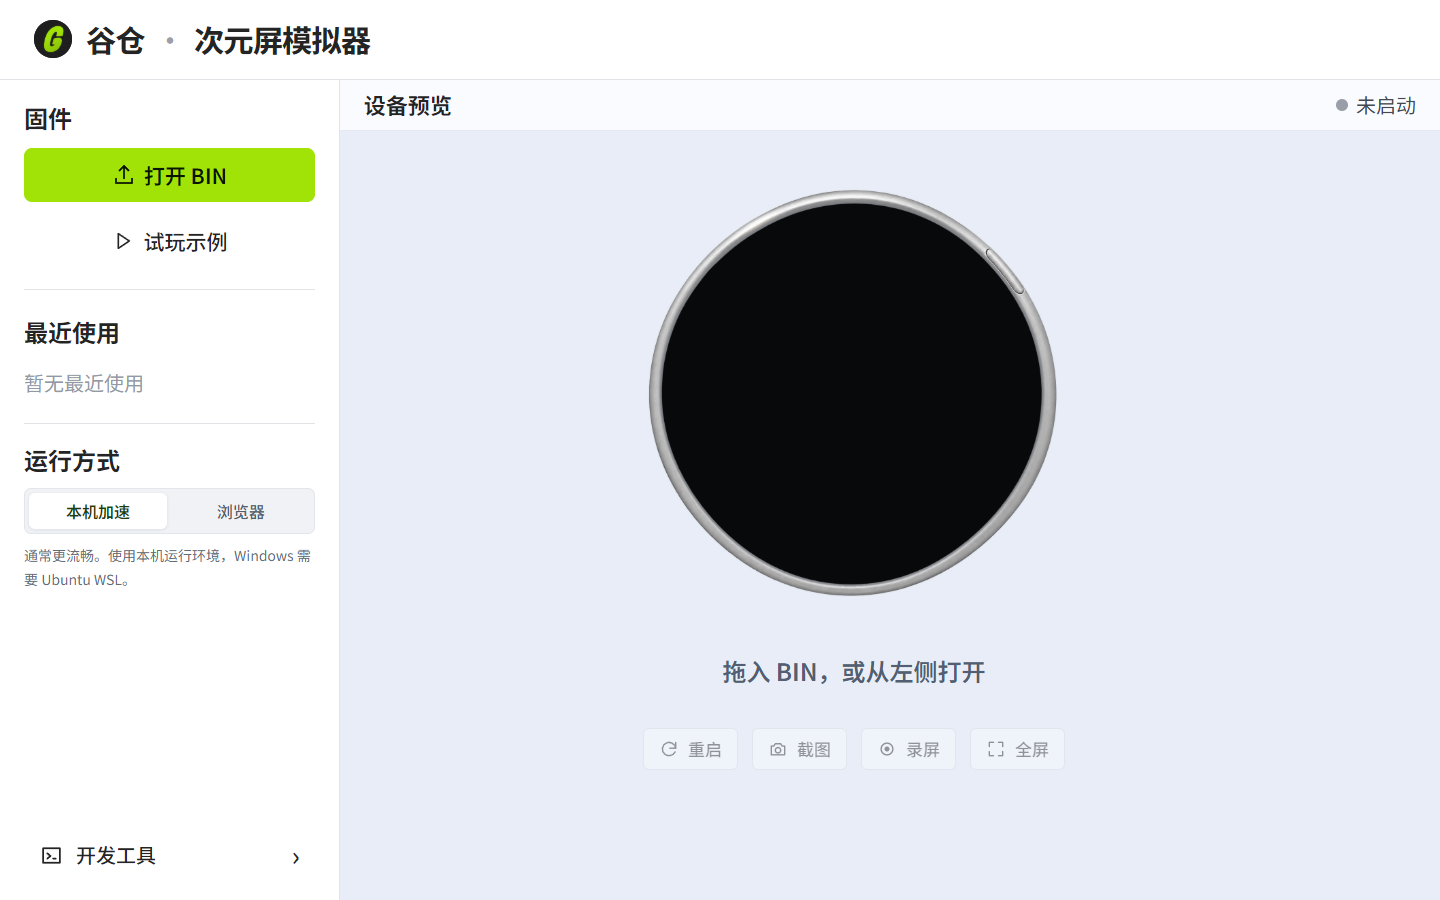 谷仓 · 次元屏模拟器
固件
打开 BIN
试玩示例
最近使用
暂无最近使用
运行方式
本机加速 浏览器
通常更流畅。使用本机运行环境，Windows 需
要 Ubuntu WSL。
开发工具
设备预览
未启动
拖入 BIN，或从左侧打开
重启 截图 录屏 全屏